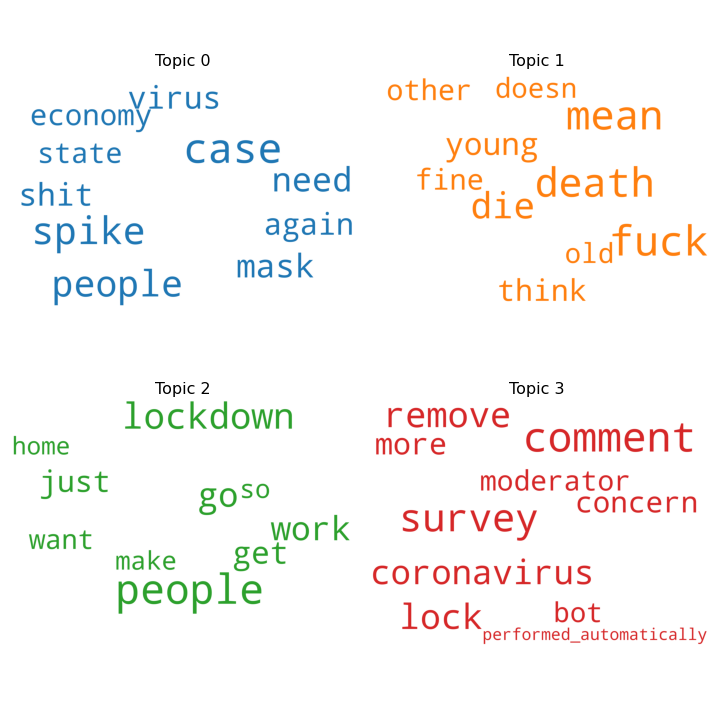 Topic 0
virus
economy
case
state
need
shit
again
spike
mask
people
Topic 1
other doesn
mean
young
fine
death
die
fuck
old
think
Topic 2
lockdown
home
just
go so
want
work
make
get
people
Topic 3
remove
more
comment
moderator
concern
survey
coronavirus
lock
bot
performed_automatically